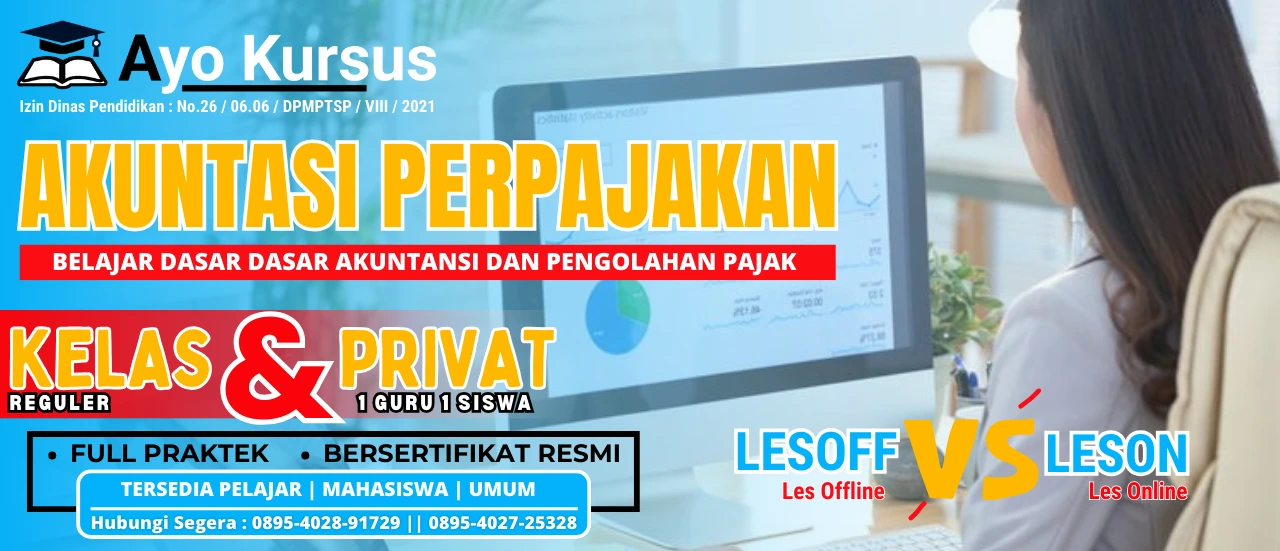 Ayo Kursus
Izin Dinas Pendidikan : No.26 / 06.06 / DPMPTSP / VIII / 2021
AKUNTASI PERPAJAKAN
BELAJAR DASAR DASAR AKUNTANSI DAN PENGOLAHAN PAJAK
KELAS & PRIVAT
REGULER
1 GURU 1 SISWA
• FULL PRAKTEK • BERSERTIFIKAT RESMI
TERSEDIA PELAJAR | MAHASISWA | UMUM
Hubungi Segera : 0895-4028-91729 || 0895-4027-25328
LESOFF VS LESON
Les Offline
Les Online